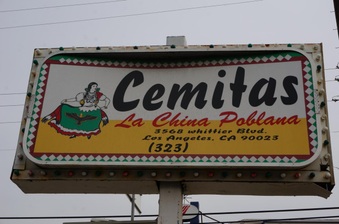 Cemitas
La China Poblana
3568 whittier Blvd.
Los Angeles, CA 90023
(323)